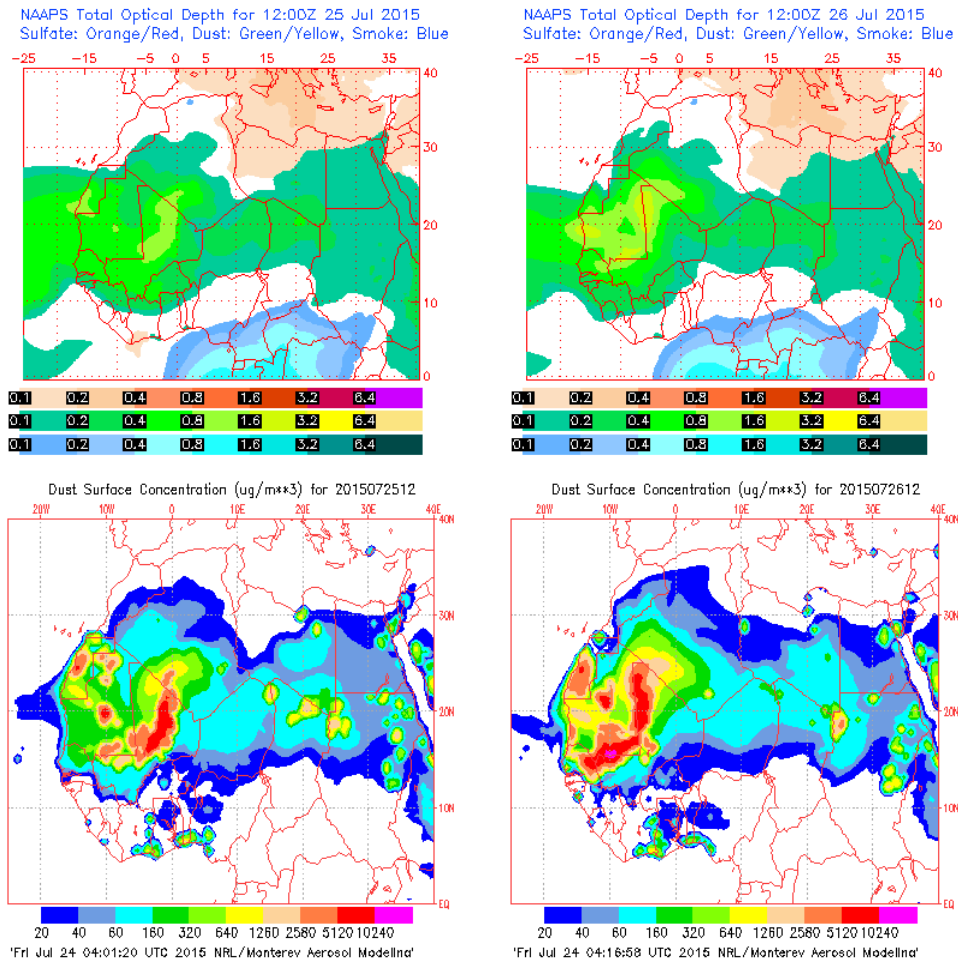 NAAPS Total Optical Depth for 12:00Z 25 Jul 2015
Sulfate: Orange/Red, Dust: Green/Yellow, Smoke: Blue
−25 −15 −5 0 5 15 25 35
40
30
20
10
0
0.1 0.2 0.4 0.8 1.6 3.2 6.4
0.1 0.2 0.4 0.8 1.6 3.2 6.4
0.1 0.2 0.4 0.8 1.6 3.2 6.4
NAAPS Total Optical Depth for 12:00Z 26 Jul 2015
Sulfate: Orange/Red, Dust: Green/Yellow, Smoke: Blue
−25 −15 −5 0 5 15 25 35
40
30
20
10
0
0.1 0.2 0.4 0.8 1.6 3.2 6.4
0.1 0.2 0.4 0.8 1.6 3.2 6.4
0.1 0.2 0.4 0.8 1.6 3.2 6.4
Dust Surface Concentration (ug/m**3) for 2015072512
20W 10W 0 10E 20E 30E 40E
40N
30N
20N
10N
EQ
20 40 60 160 320 640 1260 2580 5120 10240
'Fri Jul 24 04:01:20 UTC 2015 NRL/Monterey Aerosol Modeling'
Dust Surface Concentration (ug/m**3) for 2015072612
20W 10W 0 10E 20E 30E 40E
40N
30N
20N
10N
EQ
20 40 60 160 320 640 1260 2580 5120 10240
'Fri Jul 24 04:16:58 UTC 2015 NRL/Monterey Aerosol Modeling'